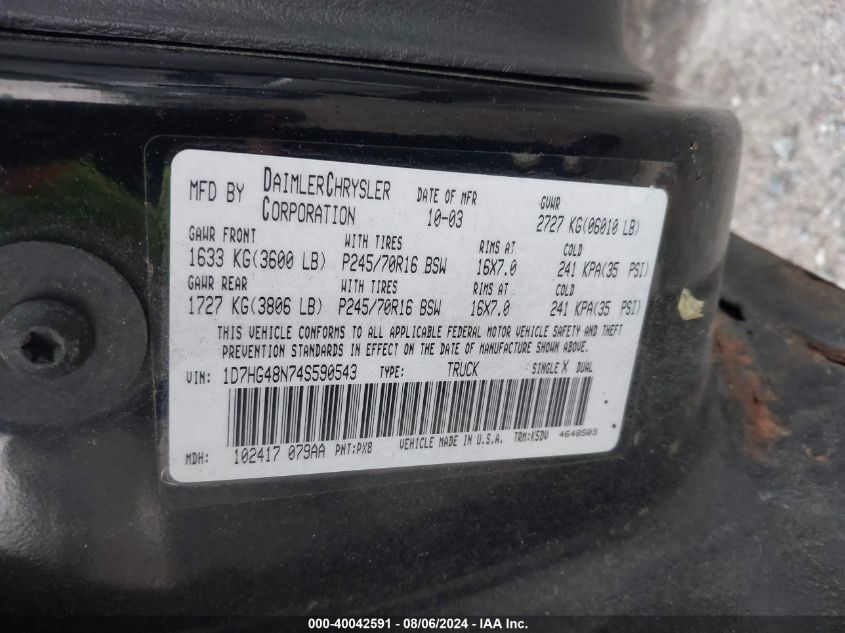 MFD BY DAIMLERCHRYSLER CORPORATION DATE OF MFR 10-03 GVWR 2727 KG(06010 LB)
GAWR FRONT WITH TIRES RIMS AT COLD
1633 KG(3600 LB) P245/70R16 BSW 16X7.0 241 KPA(35 PSI)
GAWR REAR WITH TIRES RIMS AT COLD
1727 KG(3806 LB) P245/70R16 BSW 16X7.0 241 KPA(35 PSI)
THIS VEHICLE CONFORMS TO ALL APPLICABLE FEDERAL MOTOR VEHICLE SAFETY AND THEFT
PREVENTION STANDARDS IN EFFECT ON THE DATE OF MANUFACTURE SHOWN ABOVE.
VIN: 1D7HG48N74S590543 TYPE: TRUCK SINGLE X DUAL
MDH: 102417 079AA PNT:PXB VEHICLE MADE IN U.S.A. TRM:K5DV 4648503
000-40042591 - 08/06/2024 - IAA Inc.